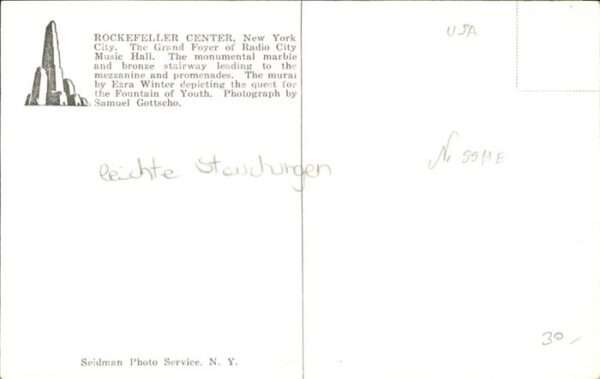 ROCKEFELLER CENTER, New York
City. The Grand Foyer of Radio City
Music Hall. The monumental marble
and bronze stairway leading to the
mezzanine and promenades. The mural
by Ezra Winter depicting the quest for
the Fountain of Youth. Photograph by
Samuel Gottscho.
USA
leichte Stauchungen
30,-
Seidman Photo Service, N. Y.